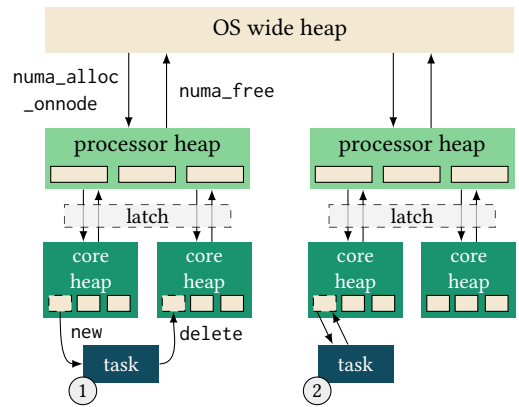 OS wide heap
numa_alloc
_onnode
numa_free
processor heap
processor heap
latch
latch
core
heap
core
heap
core
heap
core
heap
new
delete
task
task
1
2